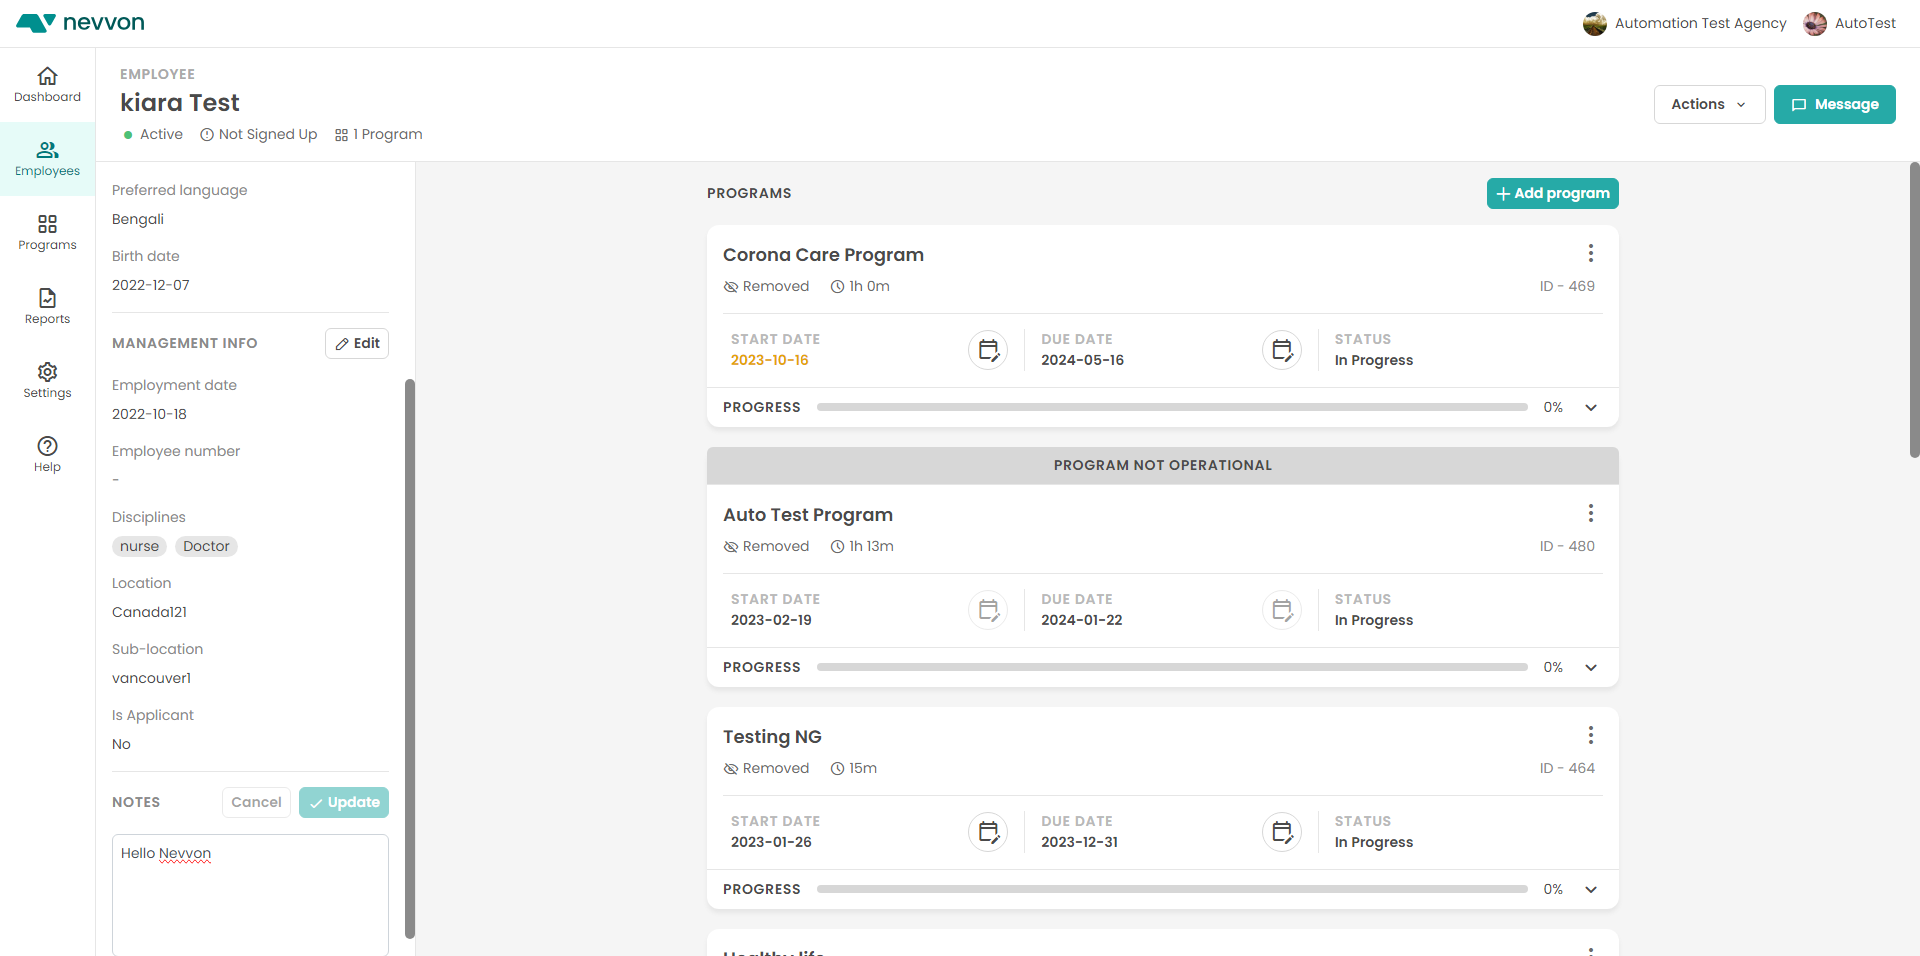 nevvon
Automation Test Agency
AutoTest
Dashboard
Employees
Programs
Reports
Settings
Help
EMPLOYEE
kiara Test
Active Not Signed Up 1 Program
Actions
Message
Preferred language
Bengali
Birth date
2022-12-07
MANAGEMENT INFO
Edit
Employment date
2022-10-18
Employee number
-
Disciplines
nurse Doctor
Location
Canada121
Sub-location
vancouver1
Is Applicant
No
NOTES Cancel Update
Hello Nevvon
PROGRAMS
Add program
Corona Care Program
Removed 1h 0m ID - 469
START DATE DUE DATE STATUS
2023-10-16 2024-05-16 In Progress
PROGRESS 0%
PROGRAM NOT OPERATIONAL
Auto Test Program
Removed 1h 13m ID - 480
START DATE DUE DATE STATUS
2023-02-19 2024-01-22 In Progress
PROGRESS 0%
Testing NG
Removed 15m ID - 464
START DATE DUE DATE STATUS
2023-01-26 2023-12-31 In Progress
PROGRESS 0%
Healthy life